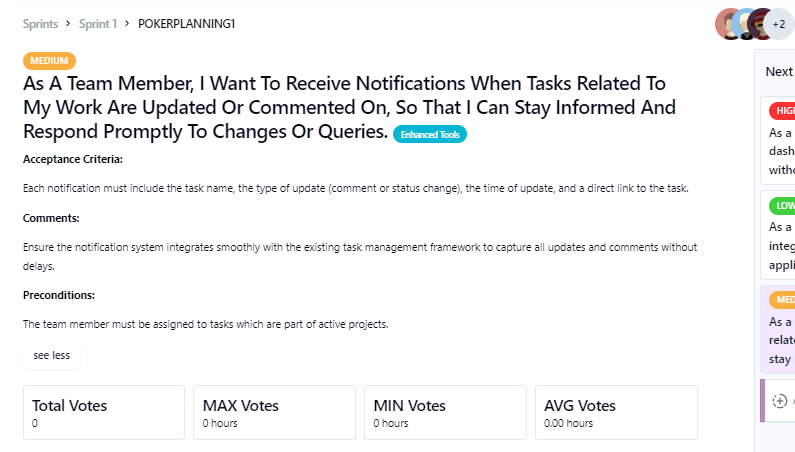 Sprints > Sprint 1 > POKERPLANNING1
+2
MEDIUM
As A Team Member, I Want To Receive Notifications When Tasks Related To
My Work Are Updated Or Commented On, So That I Can Stay Informed And
Respond Promptly To Changes Or Queries. Enhanced Tools
Acceptance Criteria:
Each notification must include the task name, the type of update (comment or status change), the time of update, and a direct link to the task.
Comments:
Ensure the notification system integrates smoothly with the existing task management framework to capture all updates and comments without
delays.
Preconditions:
The team member must be assigned to tasks which are part of active projects.
see less
Total Votes
0
MAX Votes
0 hours
MIN Votes
0 hours
AVG Votes
0.00 hours
Next
HIG
As a
dash
witho
LOW
As a
integ
appli
MED
As a
relat
stay